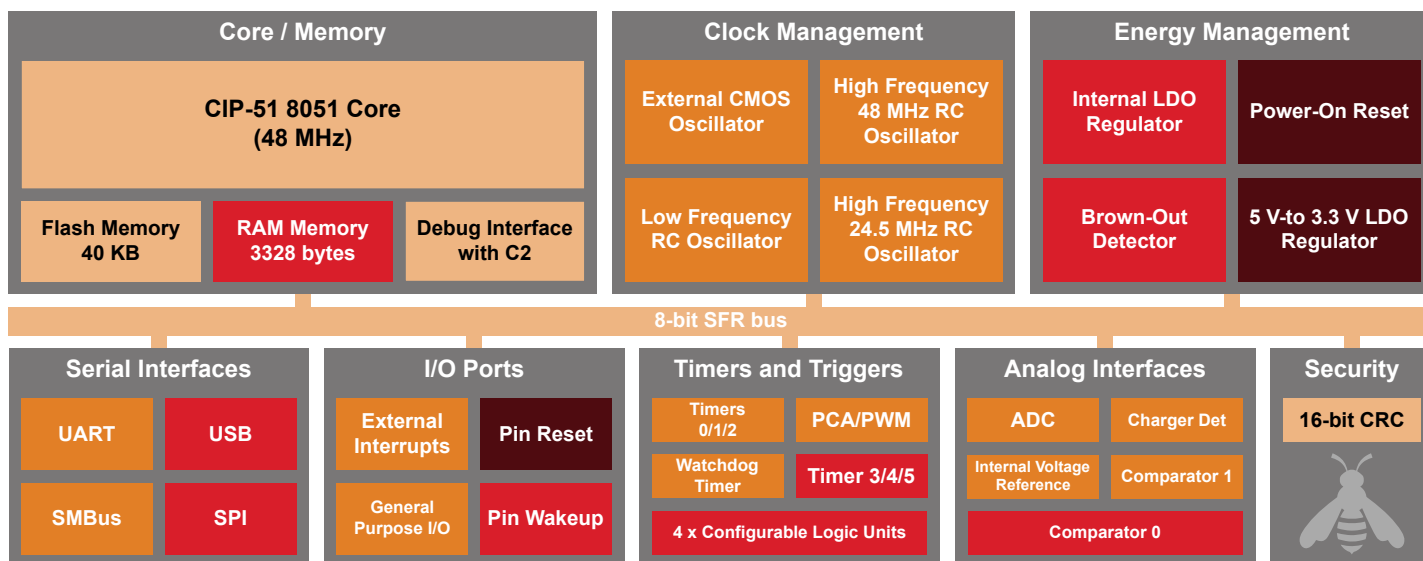 Core / Memory
CIP-51 8051 Core
(48 MHz)
Flash Memory
40 KB
RAM Memory
3328 bytes
Debug Interface
with C2
Clock Management
External CMOS
Oscillator
High Frequency
48 MHz RC
Oscillator
Low Frequency
RC Oscillator
High Frequency
24.5 MHz RC
Oscillator
Energy Management
Internal LDO
Regulator
Power-On Reset
Brown-Out
Detector
5 V-to 3.3 V LDO
Regulator
8-bit SFR bus
Serial Interfaces
UART
USB
SMBus
SPI
I/O Ports
External
Interrupts
Pin Reset
General
Purpose I/O
Pin Wakeup
Timers and Triggers
Timers
0/1/2
PCA/PWM
Watchdog
Timer
Timer 3/4/5
4 x Configurable Logic Units
Analog Interfaces
ADC
Charger Det
Internal Voltage
Reference
Comparator 1
Comparator 0
Security
16-bit CRC